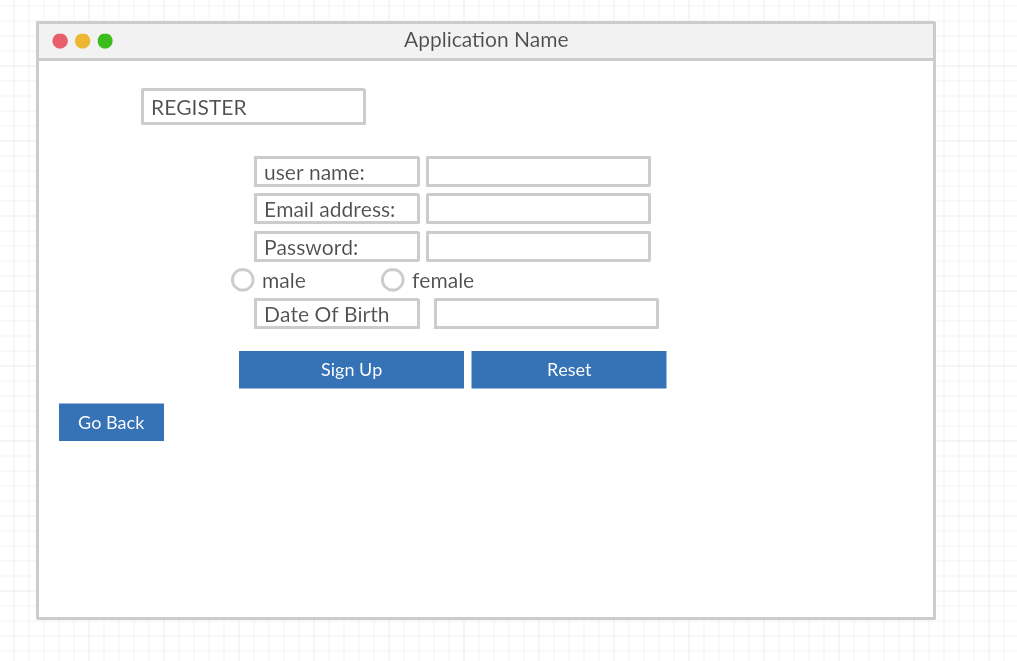 Application Name
REGISTER
user name:
Email address:
Password:
male female
Date Of Birth
Sign Up Reset
Go Back